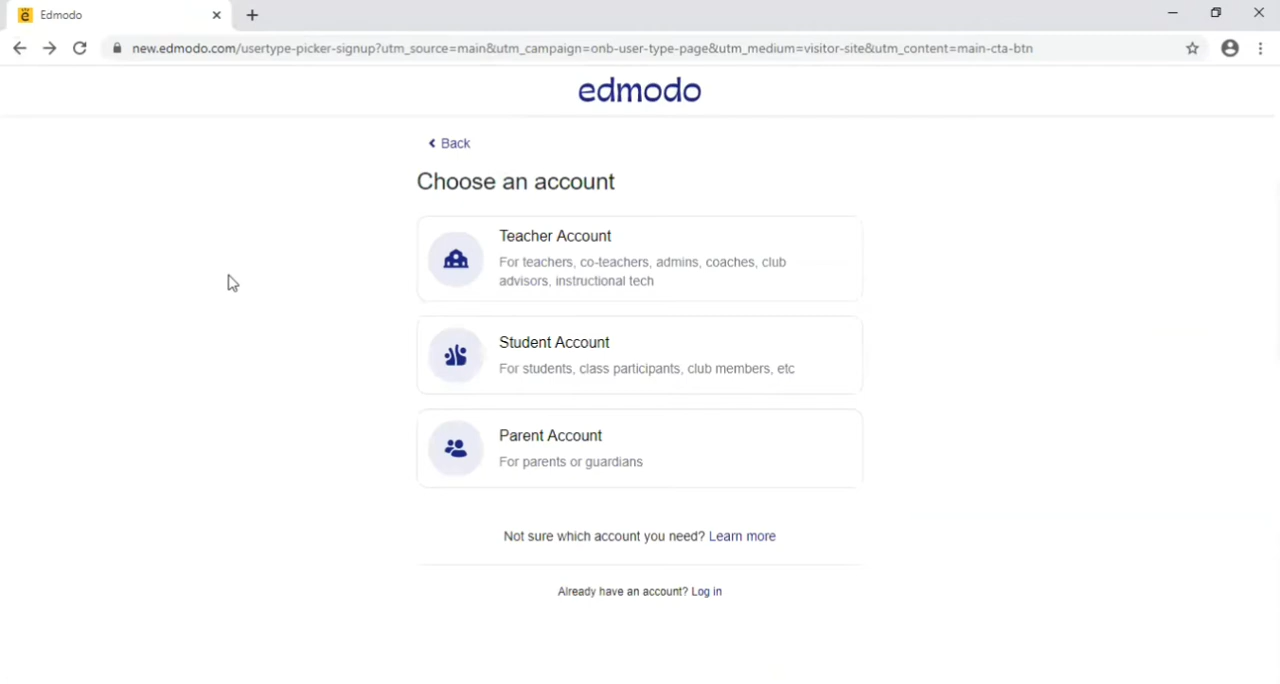 Edmodo
new.edmodo.com/usertype-picker-signup?utm_source=main&utm_campaign=onb-user-type-page&utm_medium=visitor-site&utm_content=main-cta-btn
edmodo
Back
Choose an account
Teacher Account
For teachers, co-teachers, admins, coaches, club
advisors, instructional tech
Student Account
For students, class participants, club members, etc
Parent Account
For parents or guardians
Not sure which account you need? Learn more
Already have an account? Log in